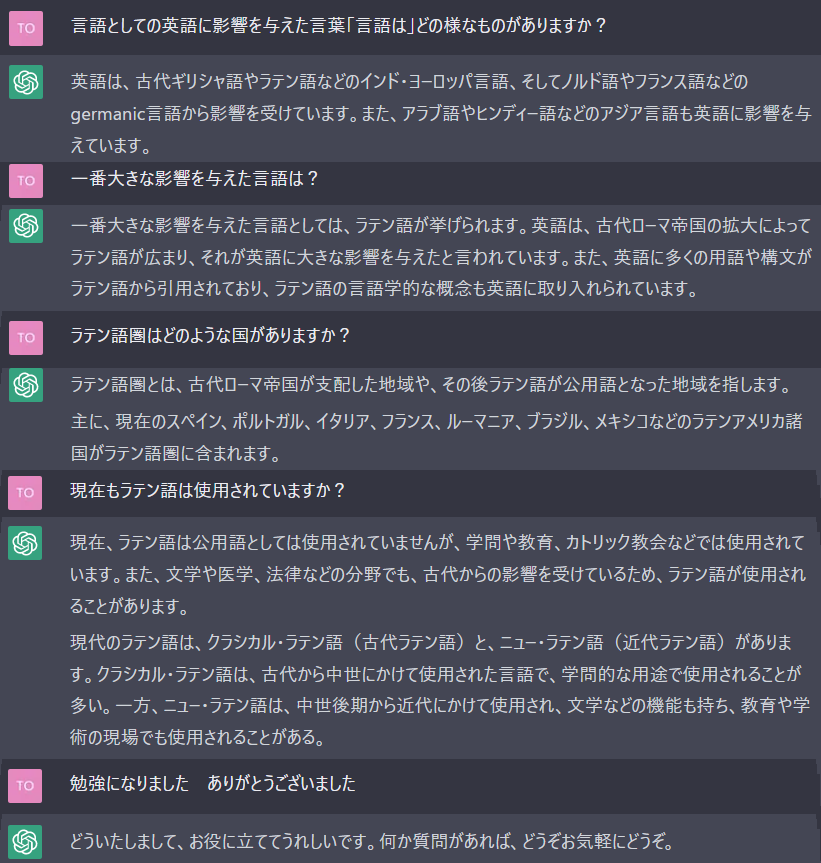 TO
言語としての英語に影響を与えた言葉「言語は」どの様なものがありますか？
英語は、古代ギリシャ語やラテン語などのインド・ヨーロッパ言語、そしてノルド語やフランス語などの
germanic言語から影響を受けています。また、アラブ語やヒンディー語などのアジア言語も英語に影響を与
えています。
TO
一番大きな影響を与えた言語は？
一番大きな影響を与えた言語としては、ラテン語が挙げられます。英語は、古代ローマ帝国の拡大によって
ラテン語が広まり、それが英語に大きな影響を与えたと言われています。また、英語に多くの用語や構文が
ラテン語から引用されており、ラテン語の言語学的な概念も英語に取り入れられています。
TO
ラテン語圏はどのような国がありますか？
ラテン語圏とは、古代ローマ帝国が支配した地域や、その後ラテン語が公用語となった地域を指します。
主に、現在のスペイン、ポルトガル、イタリア、フランス、ルーマニア、ブラジル、メキシコなどのラテンアメリカ諸
国がラテン語圏に含まれます。
TO
現在もラテン語は使用されていますか？
現在、ラテン語は公用語としては使用されていませんが、学問や教育、カトリック教会などでは使用されて
います。また、文学や医学、法律などの分野でも、古代からの影響を受けているため、ラテン語が使用され
ることがあります。
現代のラテン語は、クラシカル・ラテン語（古代ラテン語）と、ニュー・ラテン語（近代ラテン語）がありま
す。クラシカル・ラテン語は、古代から中世にかけて使用された言語で、学問的な用途で使用されることが
多い。一方、ニュー・ラテン語は、中世後期から近代にかけて使用され、文学などの機能も持ち、教育や学
術の現場でも使用されることがある。
TO
勉強になりました　ありがとうございました
どういたしまして、お役に立ててうれしいです。何か質問があれば、どうぞお気軽にどうぞ。